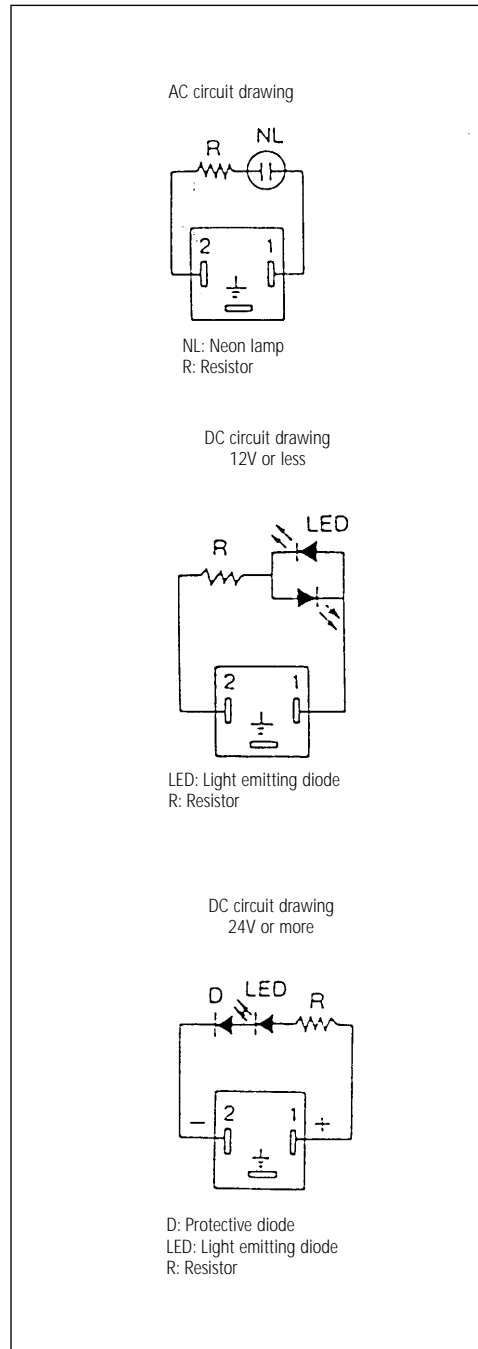 AC circuit drawing
R NL
2 1
NL: Neon lamp
R: Resistor
DC circuit drawing
12V or less
R LED
2 1
LED: Light emitting diode
R: Resistor
DC circuit drawing
24V or more
D LED R
− 2 1 +
D: Protective diode
LED: Light emitting diode
R: Resistor